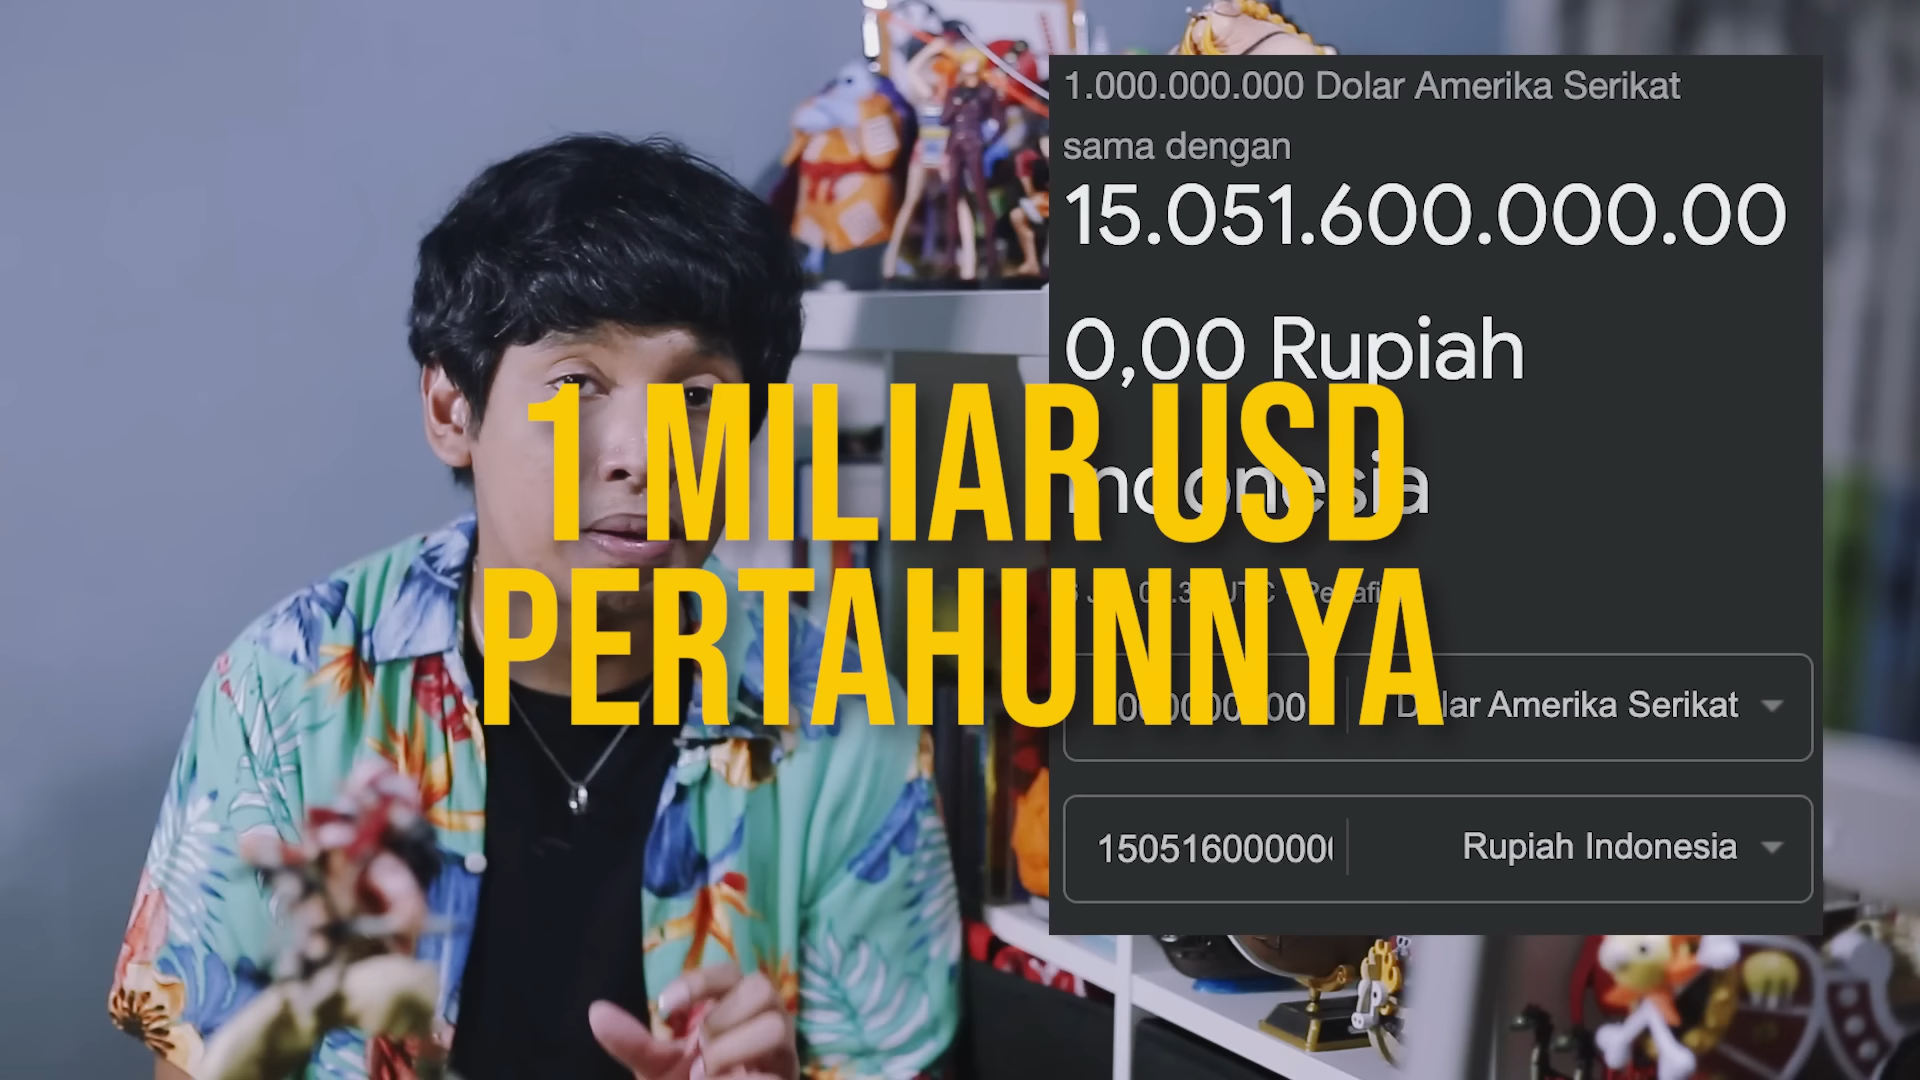 1.000.000.000 Dolar Amerika Serikat
sama dengan
15.051.600.000.00
0,00 Rupiah
1 MILIAR USD
PERTAHUNNYA
Dolar Amerika Serikat
1505160000000
Rupiah Indonesia